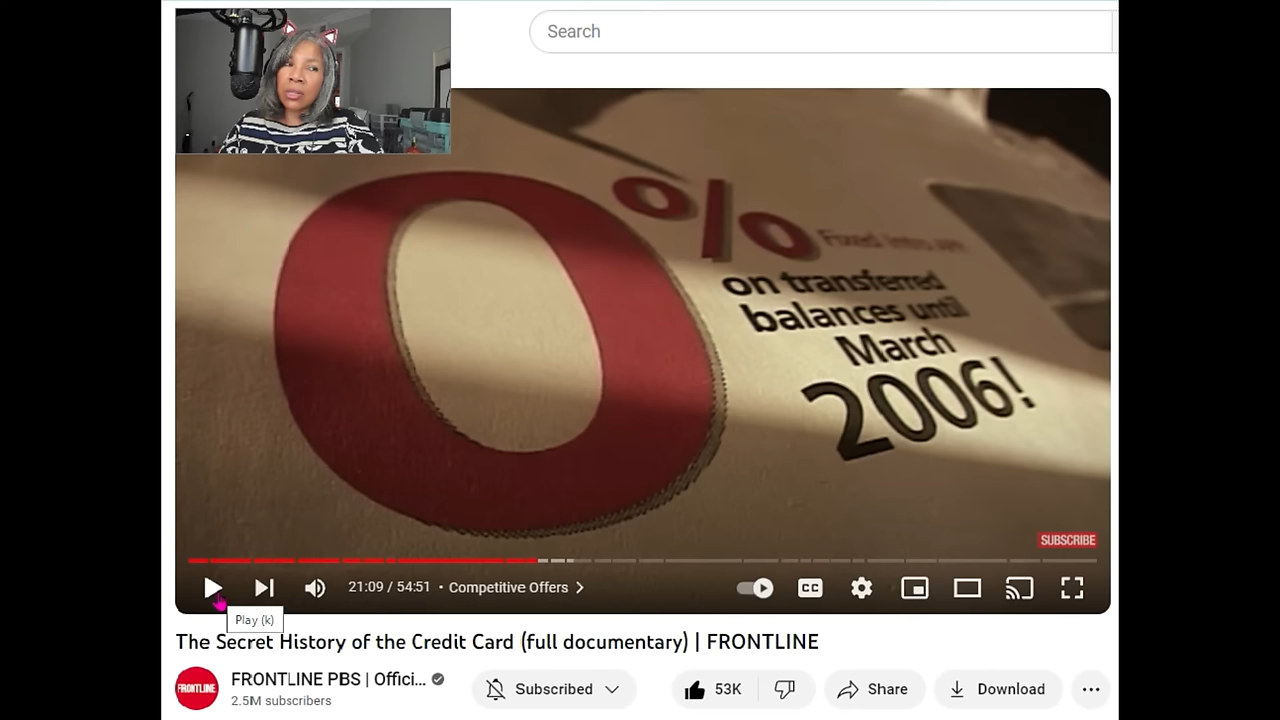 Search
0%
Fixed Intro APR
on transferred
balances until
March
2006!
SUBSCRIBE
21:09 / 54:51 • Competitive Offers
CC
Play (k)
The Secret History of the Credit Card (full documentary) | FRONTLINE
FRONTLINE
FRONTLINE PBS | Offici...
Subscribed
53K
Share
Download
2.5M subscribers